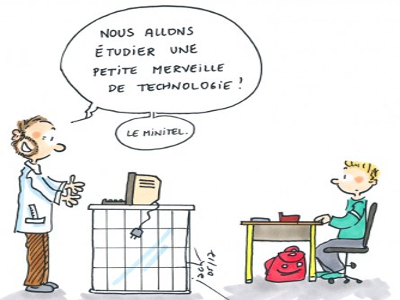 NOUS ALLONS
ÉTUDIER UNE
PETITE MERVEILLE
DE TECHNOLOGIE !
LE MINITEL.